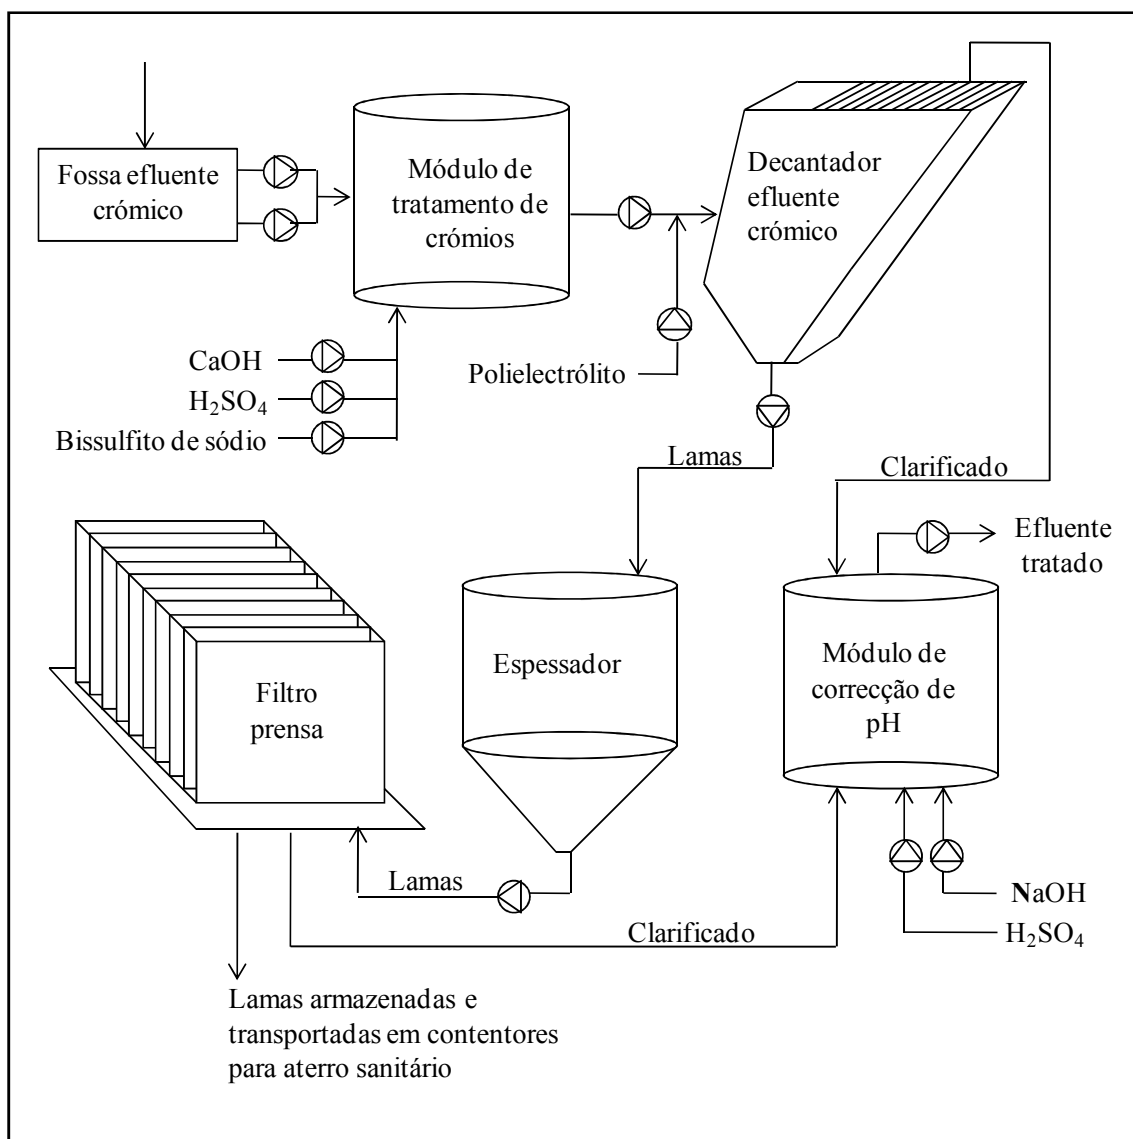 Fossa efluente
crómico
Módulo de
tratamento de
crómios
Decantador
efluente
crómico
CaOH
H₂SO₄
Bissulfito de sódio
Polielectrólito
Lamas
Clarificado
Efluente
tratado
Filtro
prensa
Espessador
Módulo de
correcção de
pH
Lamas
NaOH
Clarificado
H₂SO₄
Lamas armazenadas e
transportadas em contentores
para aterro sanitário